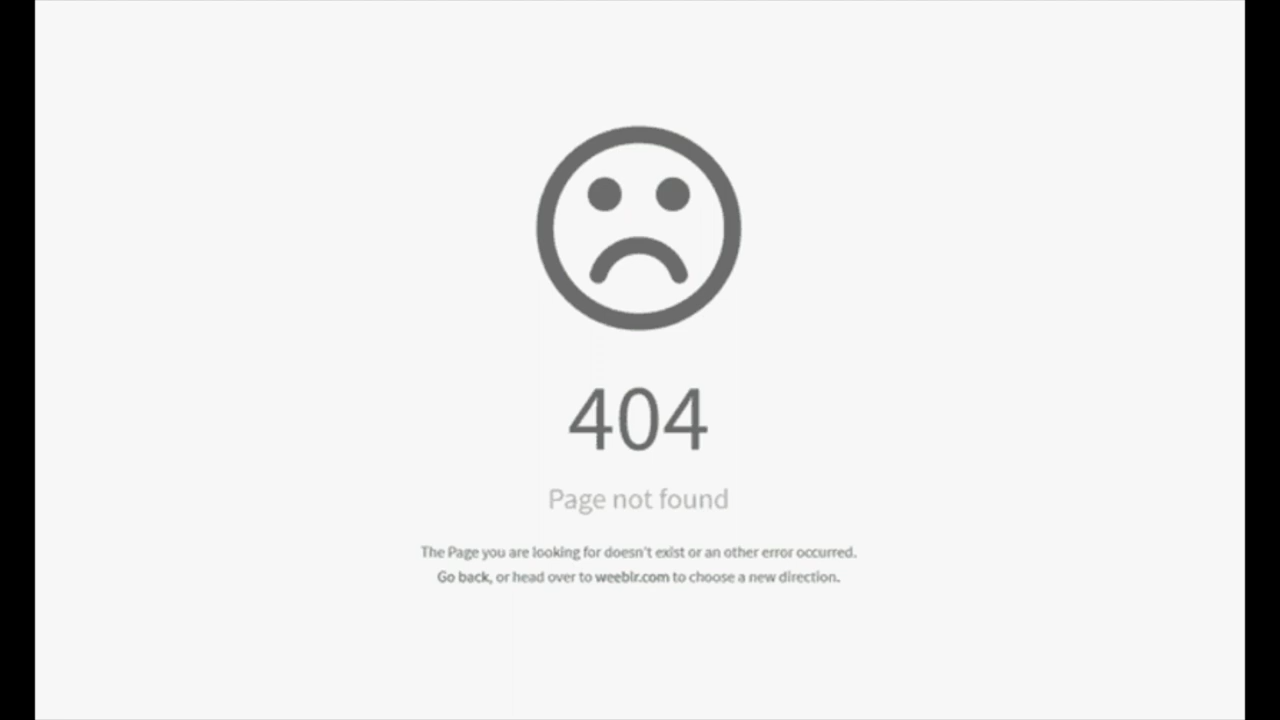 404
Page not found
The Page you are looking for doesn't exist or an other error occurred.
Go back, or head over to weeblr.com to choose a new direction.